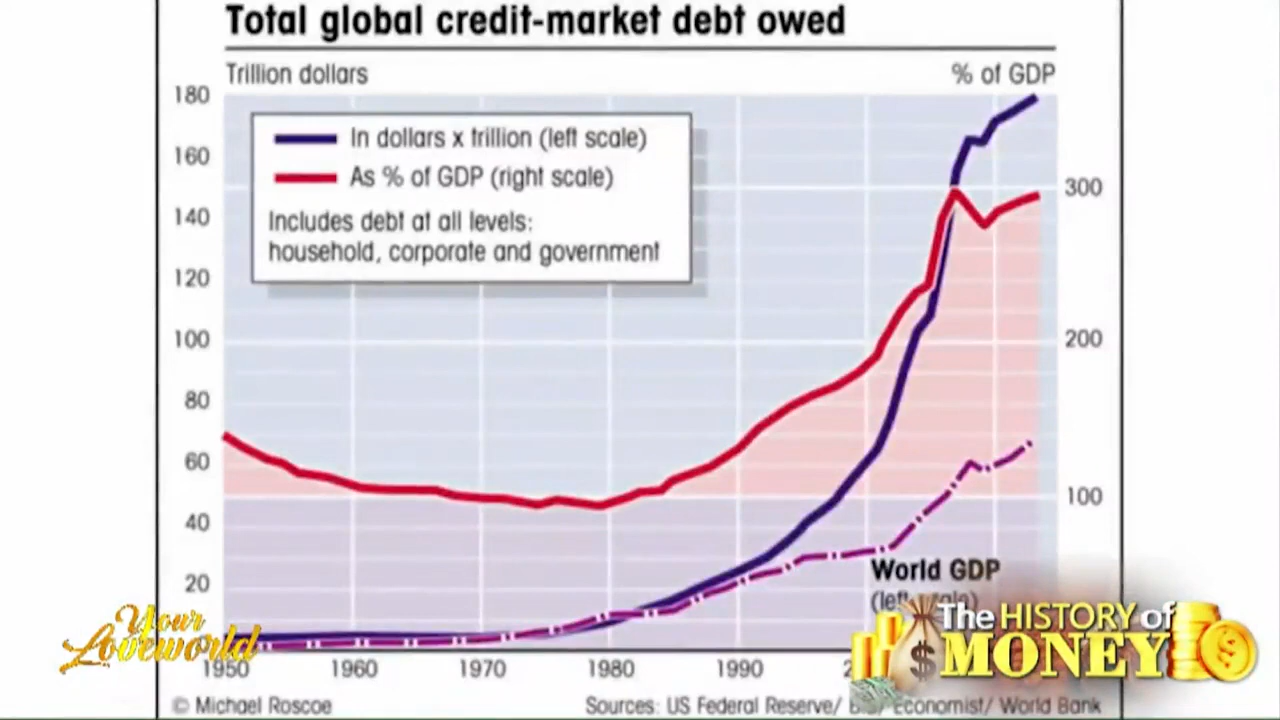 Total global credit-market debt owed
Trillion dollars
% of GDP
180
160
140
120
100
80
60
40
20
In dollars x trillion (left scale)
As % of GDP (right scale)
Includes debt at all levels:
household, corporate and government
300
200
100
World GDP
(left
1950
1960
1970
1980
1990
Your
Loveworld
The HISTORY of
MONEY
© Michael Roscoe
Sources: US Federal Reserve/ Economist/ World Bank